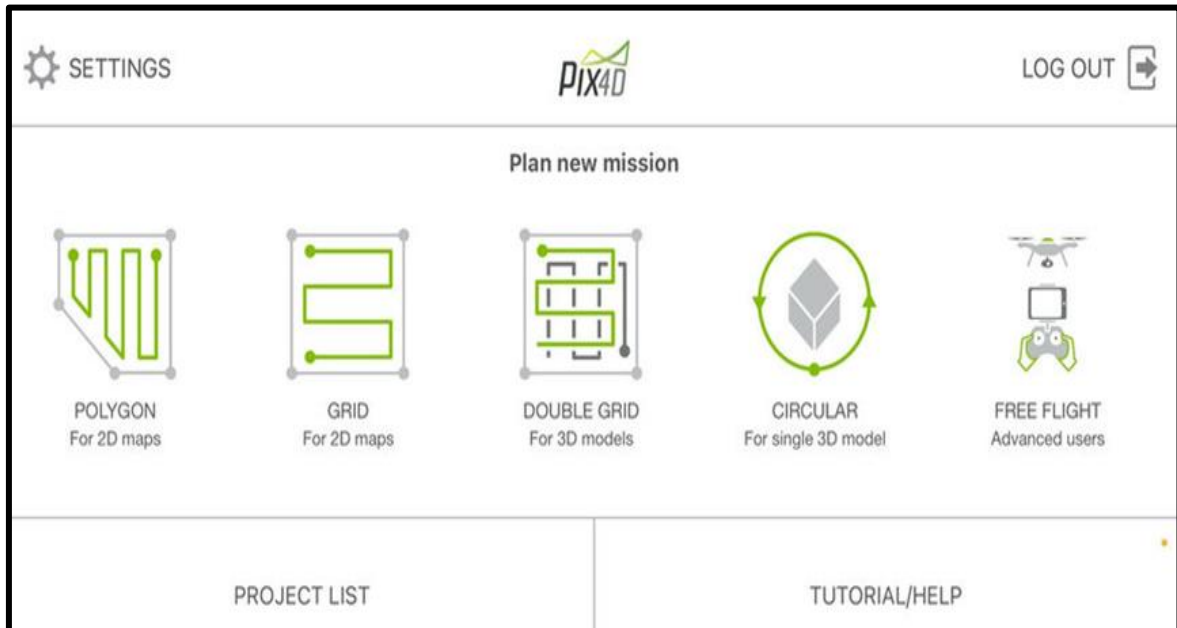 SETTINGS
PIX4D
LOG OUT
Plan new mission
POLYGON
For 2D maps
GRID
For 2D maps
DOUBLE GRID
For 3D models
CIRCULAR
For single 3D model
FREE FLIGHT
Advanced users
PROJECT LIST
TUTORIAL/HELP